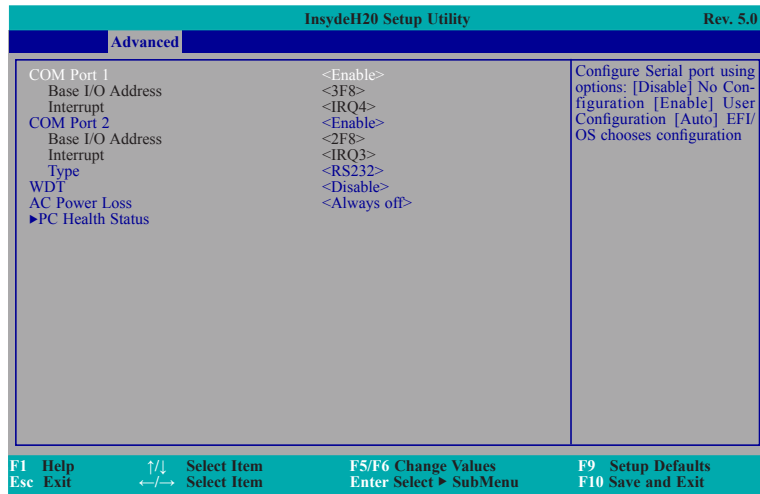 InsydeH20 Setup Utility Rev. 5.0
Advanced
COM Port 1 <Enable>
Base I/O Address <3F8>
Interrupt <IRQ4>
COM Port 2 <Enable>
Base I/O Address <2F8>
Interrupt <IRQ3>
Type <RS232>
WDT <Disable>
AC Power Loss <Always off>
►PC Health Status
Configure Serial port using
options: [Disable] No Con-
figuration [Enable] User
Configuration [Auto] EFI/
OS chooses configuration
F1 Help ↑/↓ Select Item F5/F6 Change Values F9 Setup Defaults
Esc Exit ←/→ Select Item Enter Select ► SubMenu F10 Save and Exit